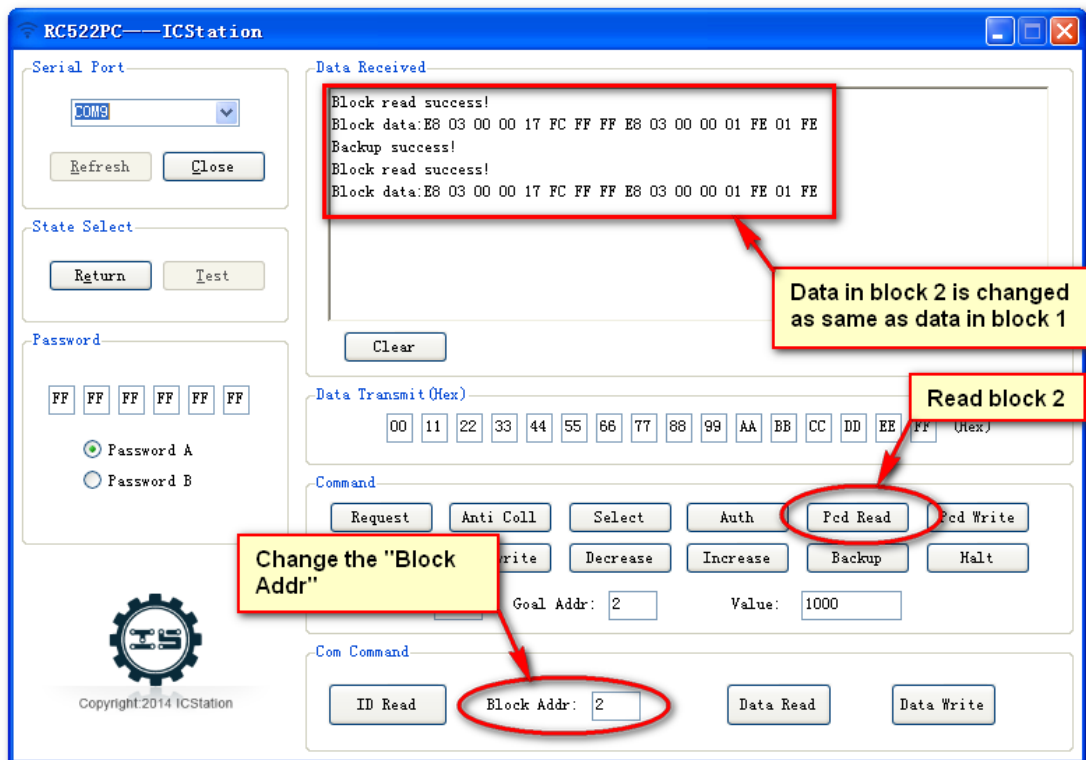 RC522PC——ICStation
Serial Port
COM9
Refresh
Close
State Select
Return
Test
Password
FF FF FF FF FF FF
Password A
Password B
IS
Copyright:2014 ICStation
Data Received
Block read success!
Block data:E8 03 00 00 17 FC FF FF E8 03 00 00 01 FE 01 FE
Backup success!
Block read success!
Block data:E8 03 00 00 17 FC FF FF E8 03 00 00 01 FE 01 FE
Data in block 2 is changed
as same as data in block 1
Clear
Data Transmit(Hex)
00 11 22 33 44 55 66 77 88 99 AA BB CC DD EE FF (Hex)
Read block 2
Command
Request Anti Coll Select Auth Pcd Read Pcd Write
Decrease Increase Backup Halt
Change the "Block
Addr"
Goal Addr: 2 Value: 1000
Com Command
ID Read Block Addr: 2 Data Read Data Write